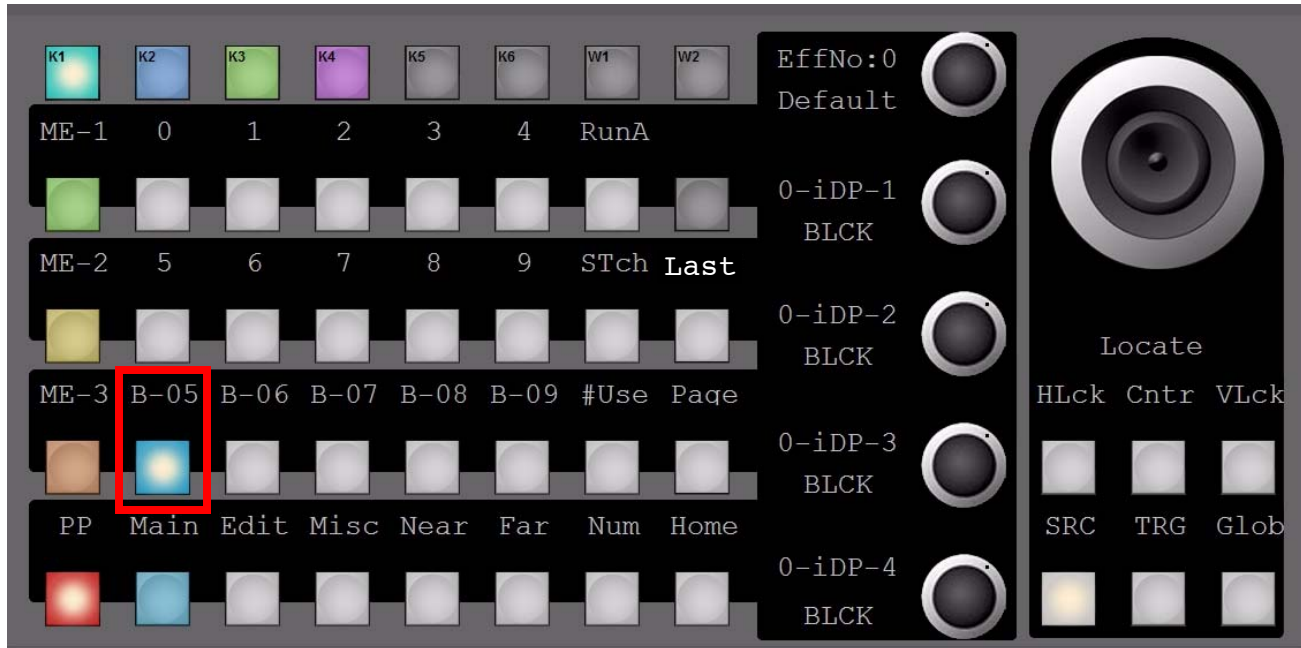 K1 K2 K3 K4 K5 K6 W1 W2
EffNo:0
Default
ME-1 0 1 2 3 4 RunA
0-iDP-1
BLCK
ME-2 5 6 7 8 9 STch Last
0-iDP-2
BLCK
Locate
ME-3 B-05 B-06 B-07 B-08 B-09 #Use Page
HLck Cntr VLck
0-iDP-3
BLCK
PP Main Edit Misc Near Far Num Home
SRC TRG Glob
0-iDP-4
BLCK